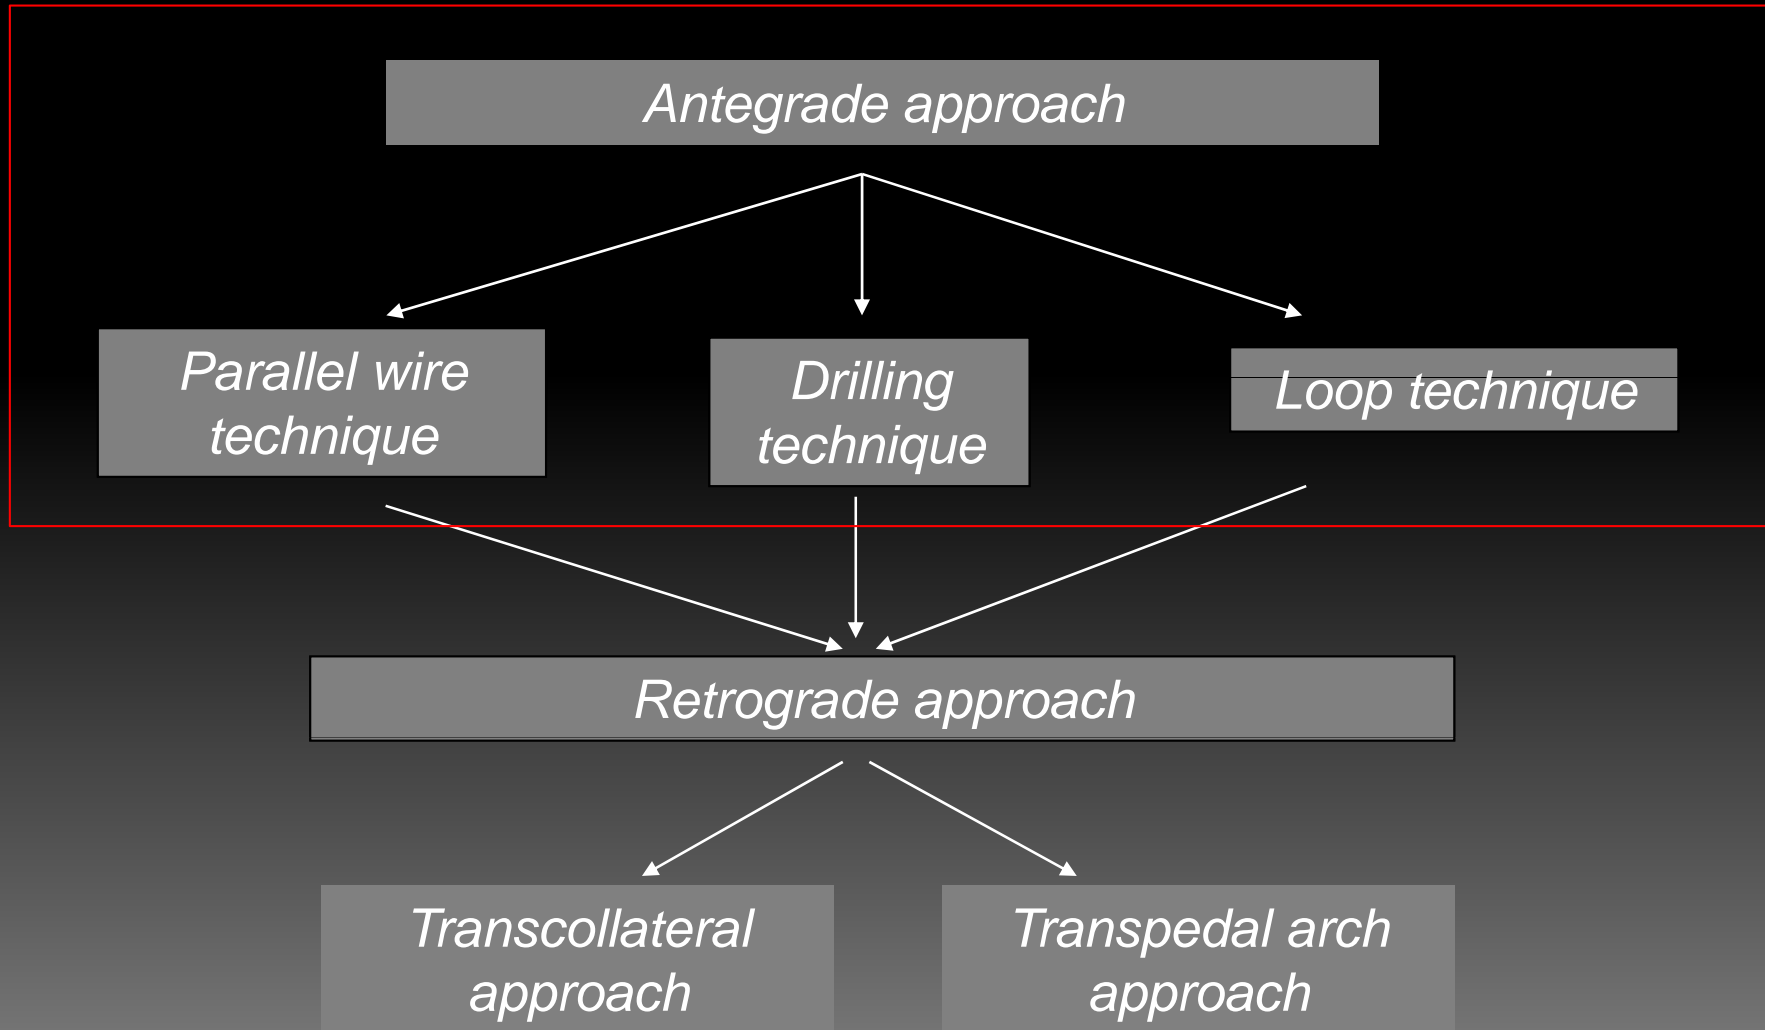 Antegrade approach
Parallel wire
technique
Drilling
technique
Loop technique
Retrograde approach
Transcollateral
approach
Transpedal arch
approach